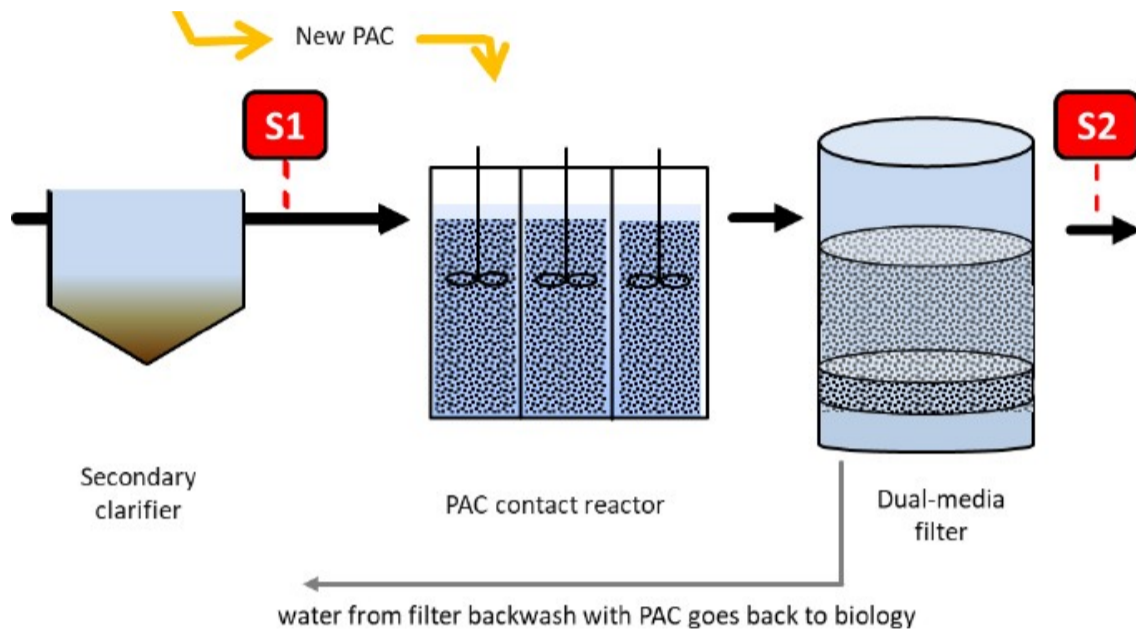 New PAC
S1
S2
Secondary
clarifier
PAC contact reactor
Dual-media
filter
water from filter backwash with PAC goes back to biology